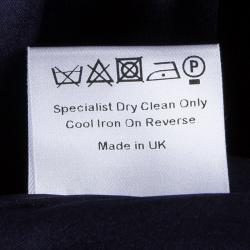 P
Specialist Dry Clean Only
Cool Iron On Reverse
Made in UK